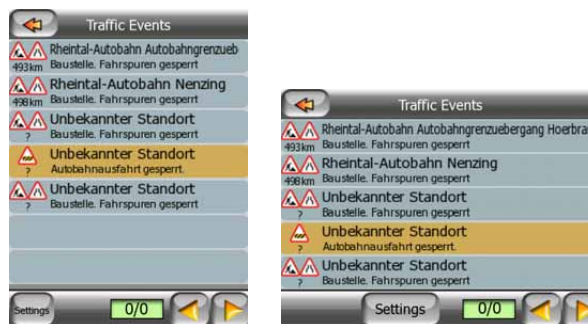 Traffic Events
Rheintal-Autobahn Autobahngrenzueb
493km Baustelle. Fahrspuren gesperrt
Rheintal-Autobahn Nenzing
498km Baustelle. Fahrspuren gesperrt
Unbekannter Standort
? Baustelle. Fahrspuren gesperrt
Unbekannter Standort
? Autobahnausfahrt gesperrt.
Unbekannter Standort
? Baustelle. Fahrspuren gesperrt
Settings 0/0
Traffic Events
Rheintal-Autobahn Autobahngrenzuebergang Hoerbra
493km Baustelle. Fahrspuren gesperrt
Rheintal-Autobahn Nenzing
498km Baustelle. Fahrspuren gesperrt
Unbekannter Standort
? Baustelle. Fahrspuren gesperrt
Unbekannter Standort
? Autobahnausfahrt gesperrt.
Unbekannter Standort
? Baustelle. Fahrspuren gesperrt
Settings 0/0